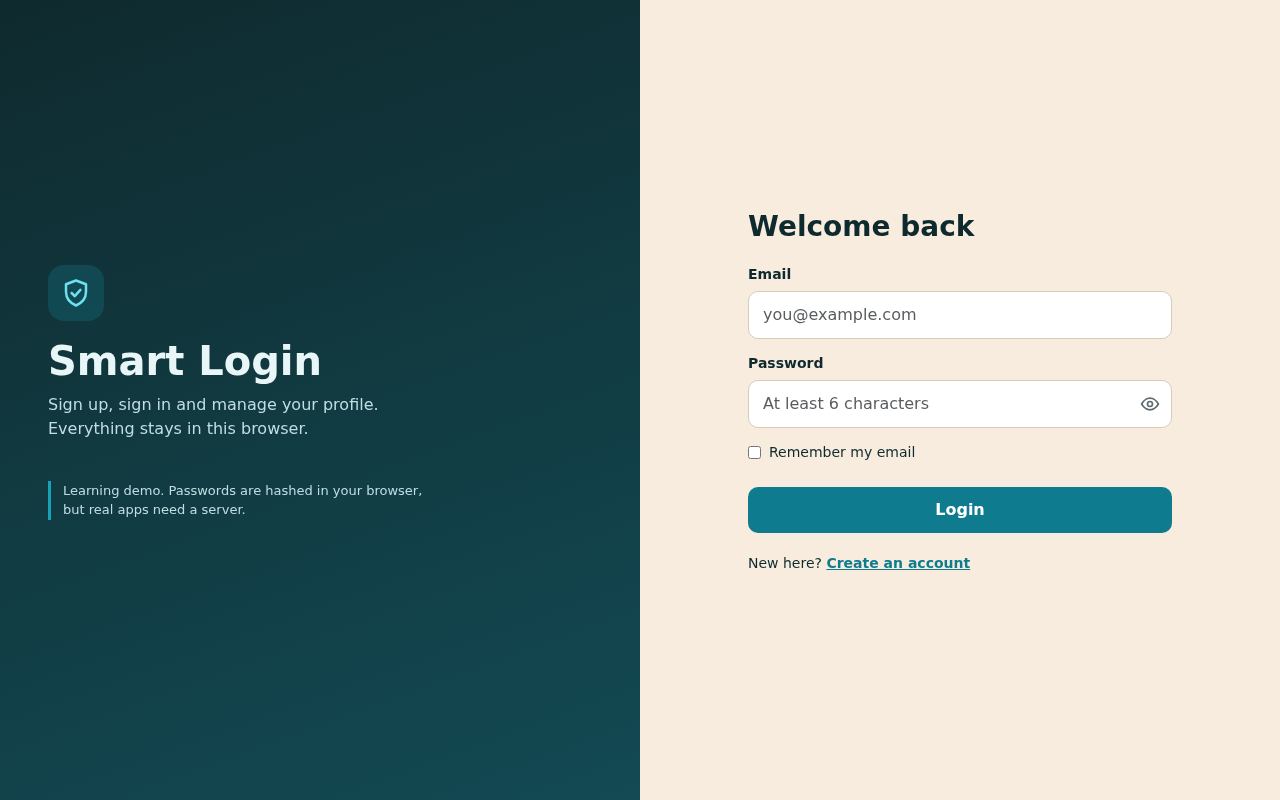 Smart Login
Sign up, sign in and manage your profile.
Everything stays in this browser.
Learning demo. Passwords are hashed in your browser,
but real apps need a server.
Welcome back
Email
you@example.com
Password
At least 6 characters
Remember my email
Login
New here? Create an account